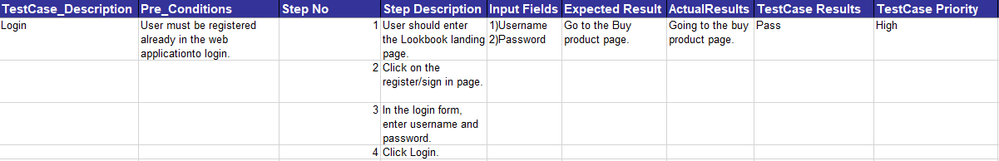 TestCase_Description Pre_Conditions Step No Step Description Input Fields Expected Result ActualResults TestCase Results TestCase Priority
Login
User must be registered
already in the web
applicationto login.
1
User should enter
the Lookbook landing
page.
1)Username
2)Password
Go to the Buy
product page.
Going to the buy
product page.
Pass
High
2
Click on the
register/sign in page.
3
In the login form,
enter username and
password.
4
Click Login.